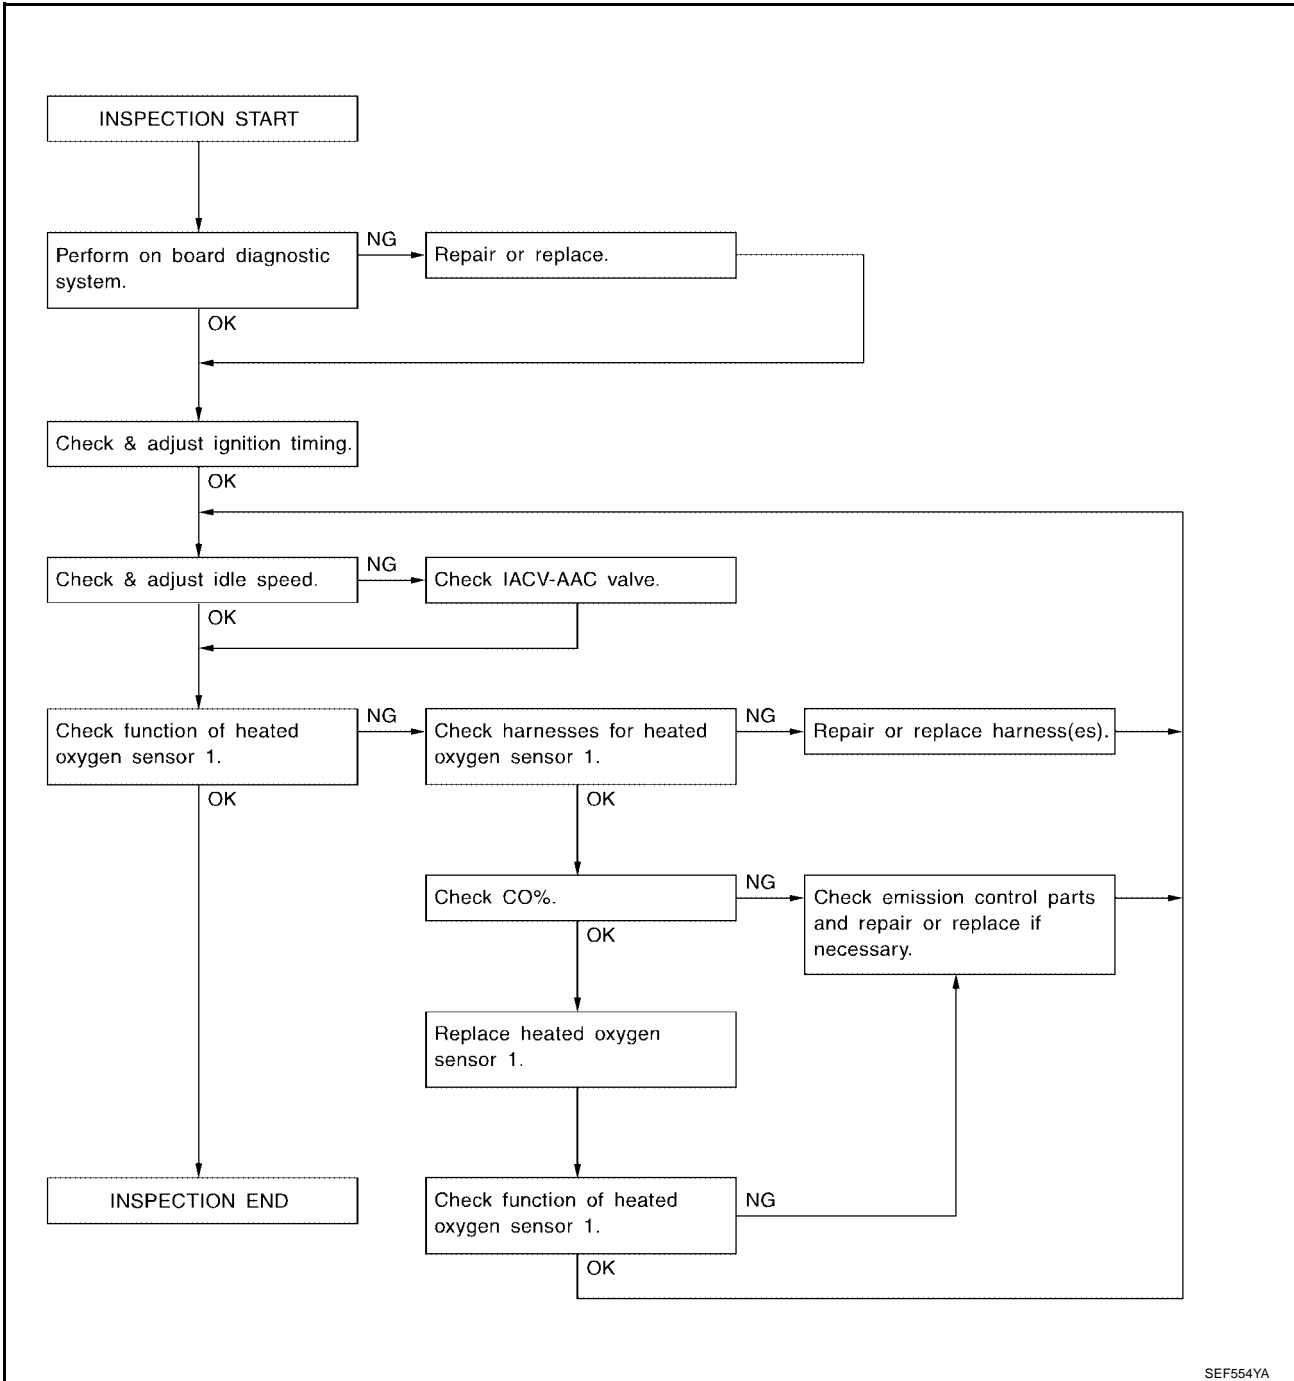 INSPECTION START
Perform on board diagnostic
system.
NG
Repair or replace.
OK
Check & adjust ignition timing.
OK
Check & adjust idle speed.
NG
Check IACV-AAC valve.
OK
Check function of heated
oxygen sensor 1.
NG
Check harnesses for heated
oxygen sensor 1.
NG
Repair or replace harness(es).
OK
OK
Check CO%.
NG
Check emission control parts
and repair or replace if
necessary.
OK
Replace heated oxygen
sensor 1.
INSPECTION END
Check function of heated
oxygen sensor 1.
NG
OK
SEF554YA